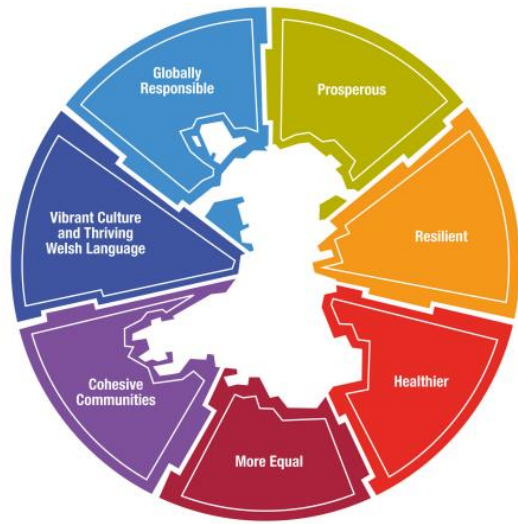 Globally
Responsible
Prosperous
Vibrant Culture
and Thriving
Welsh Language
Resilient
Cohesive
Communities
Healthier
More Equal